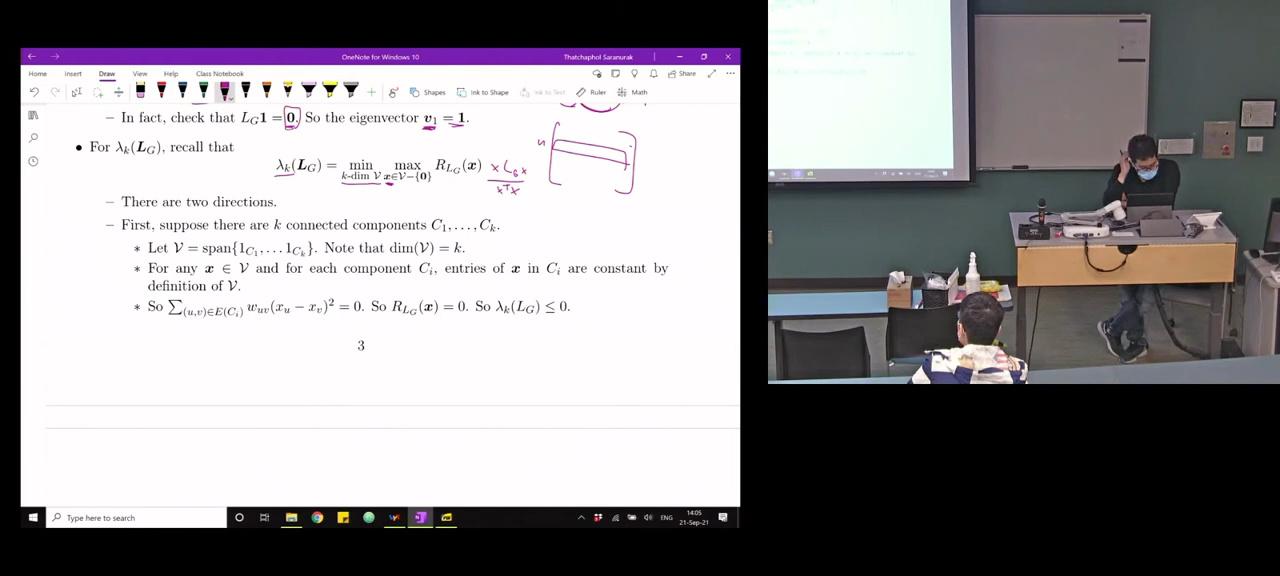 OneNote for Windows 10
Thatchaphol Saranurak
Home Insert Draw View Help Class Notebook
Share
Shapes Ink to Shape Ink to Text Ruler Math
– In fact, check that L_G 1 = 0. So the eigenvector v_1 = 1.
• For λ_k(L_G), recall that
λ_k(L_G) = min_{k-dim V} max_{x∈V−{0}} R_{L_G}(x)
– There are two directions.
– First, suppose there are k connected components C_1, . . . , C_k.
∗ Let V = span{1_{C_1}, . . . 1_{C_k}}. Note that dim(V) = k.
∗ For any x ∈ V and for each component C_i, entries of x in C_i are constant by
definition of V.
∗ So ∑_{(u,v)∈E(C_i)} w_{uv}(x_u − x_v)^2 = 0. So R_{L_G}(x) = 0. So λ_k(L_G) ≤ 0.
3
Type here to search
ENG
14:05
21-Sep-21